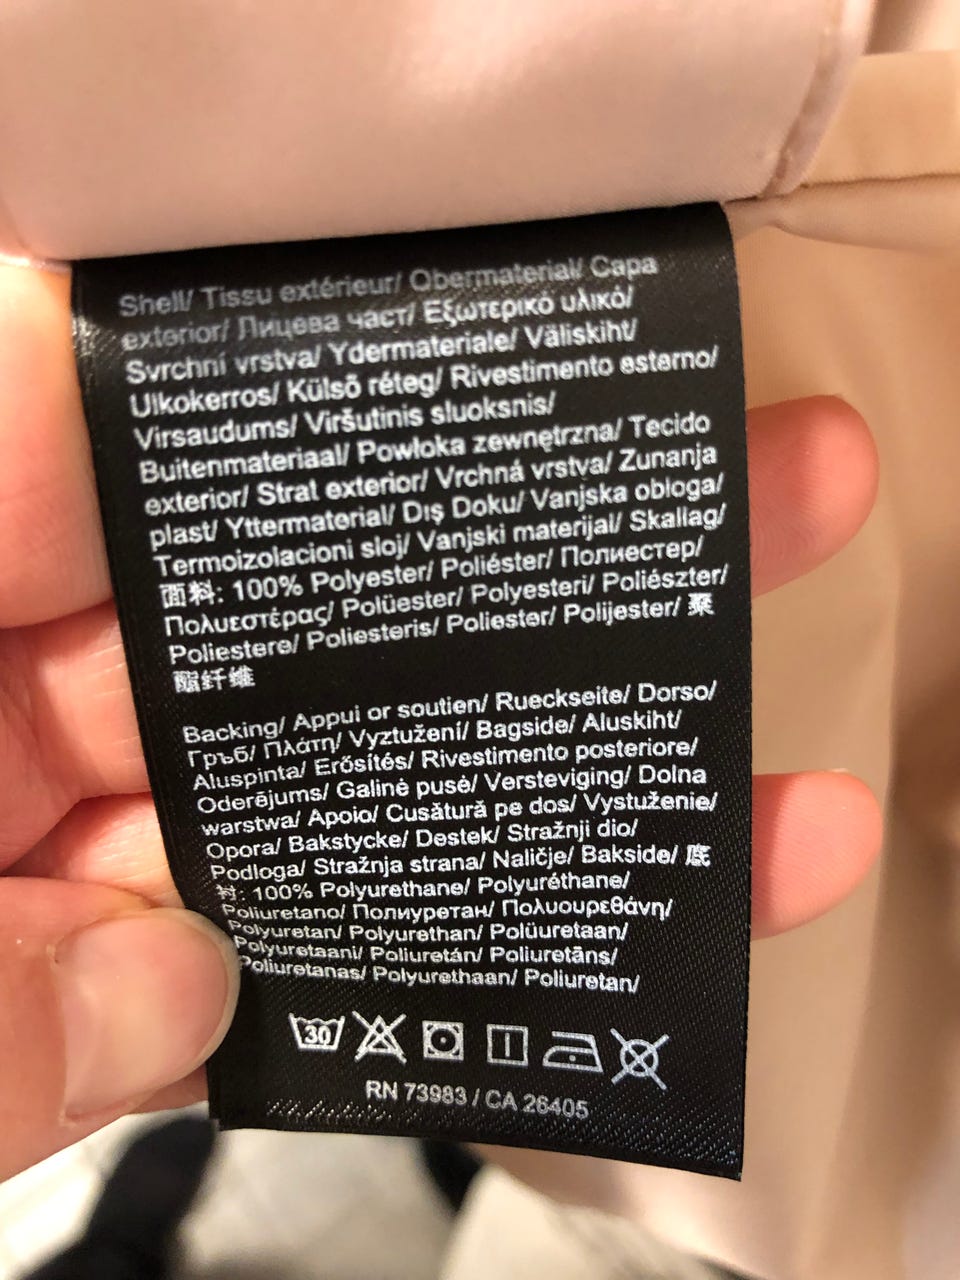 Shell/ Tissu extérieur/ Obermaterial/ Capa
exterior/ Лицева част/ Εξωτερικό υλικό/
Svrchní vrstva/ Ydermateriale/ Väliskiht/
Ulkokerros/ Külső réteg/ Rivestimento esterno/
Virsaudums/ Viršutinis sluoksnis/
Buitenmateriaal/ Powłoka zewnętrzna/ Tecido
exterior/ Strat exterior/ Vrchná vrstva/ Zunanja
plast/ Yttermaterial/ Dış Doku/ Vanjska obloga/
Termoizolacioni sloj/ Vanjski materijal/ Skallag/
面料: 100% Polyester/ Poliéster/ Полиестер/
Πολυεστέρας/ Polüester/ Polyesteri/ Poliészter/
Poliestere/ Poliesteris/ Poliester/ Polijester/ 聚
酯纤维
Backing/ Appui or soutien/ Rueckseite/ Dorso/
Гръб/ Πλάτη/ Vyztužení/ Bagside/ Aluskiht/
Aluspinta/ Erősítés/ Rivestimento posteriore/
Oderējums/ Galinė pusė/ Versteviging/ Dolna
warstwa/ Apoio/ Cusătură pe dos/ Vystuženie/
Opora/ Bakstycke/ Destek/ Stražnji dio/
Podloga/ Stražnja strana/ Naličje/ Bakside/ 底
衬: 100% Polyurethane/ Polyuréthane/
Poliuretano/ Полиуретан/ Πολυουρεθάνη/
Polyuretan/ Polyurethan/ Polüuretaan/
Polyuretaani/ Poliuretán/ Poliuretāns/
Poliuretanas/ Polyurethaan/ Poliuretan/
30
RN 73983 / CA 26405